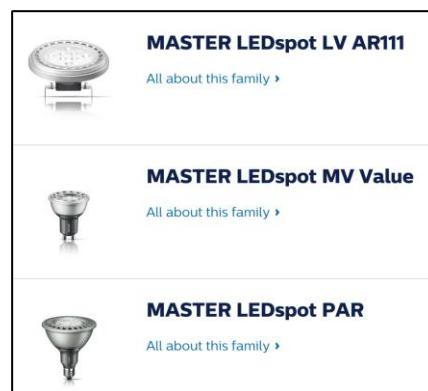 MASTER LEDspot LV AR111
All about this family ›
MASTER LEDspot MV Value
All about this family ›
MASTER LEDspot PAR
All about this family ›